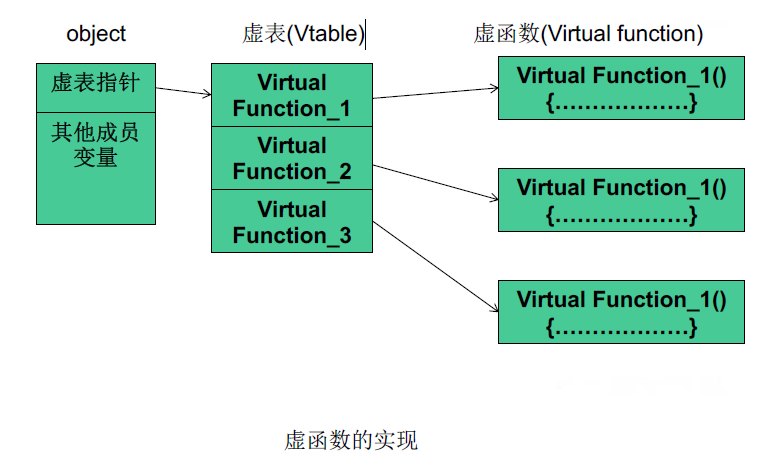 object
虚表(Vtable)
虚函数(Virtual function)
虚表指针
其他成员
变量
Virtual
Function_1
Virtual
Function_2
Virtual
Function_3
Virtual Function_1()
{………………}
Virtual Function_1()
{………………}
Virtual Function_1()
{………………}
虚函数的实现